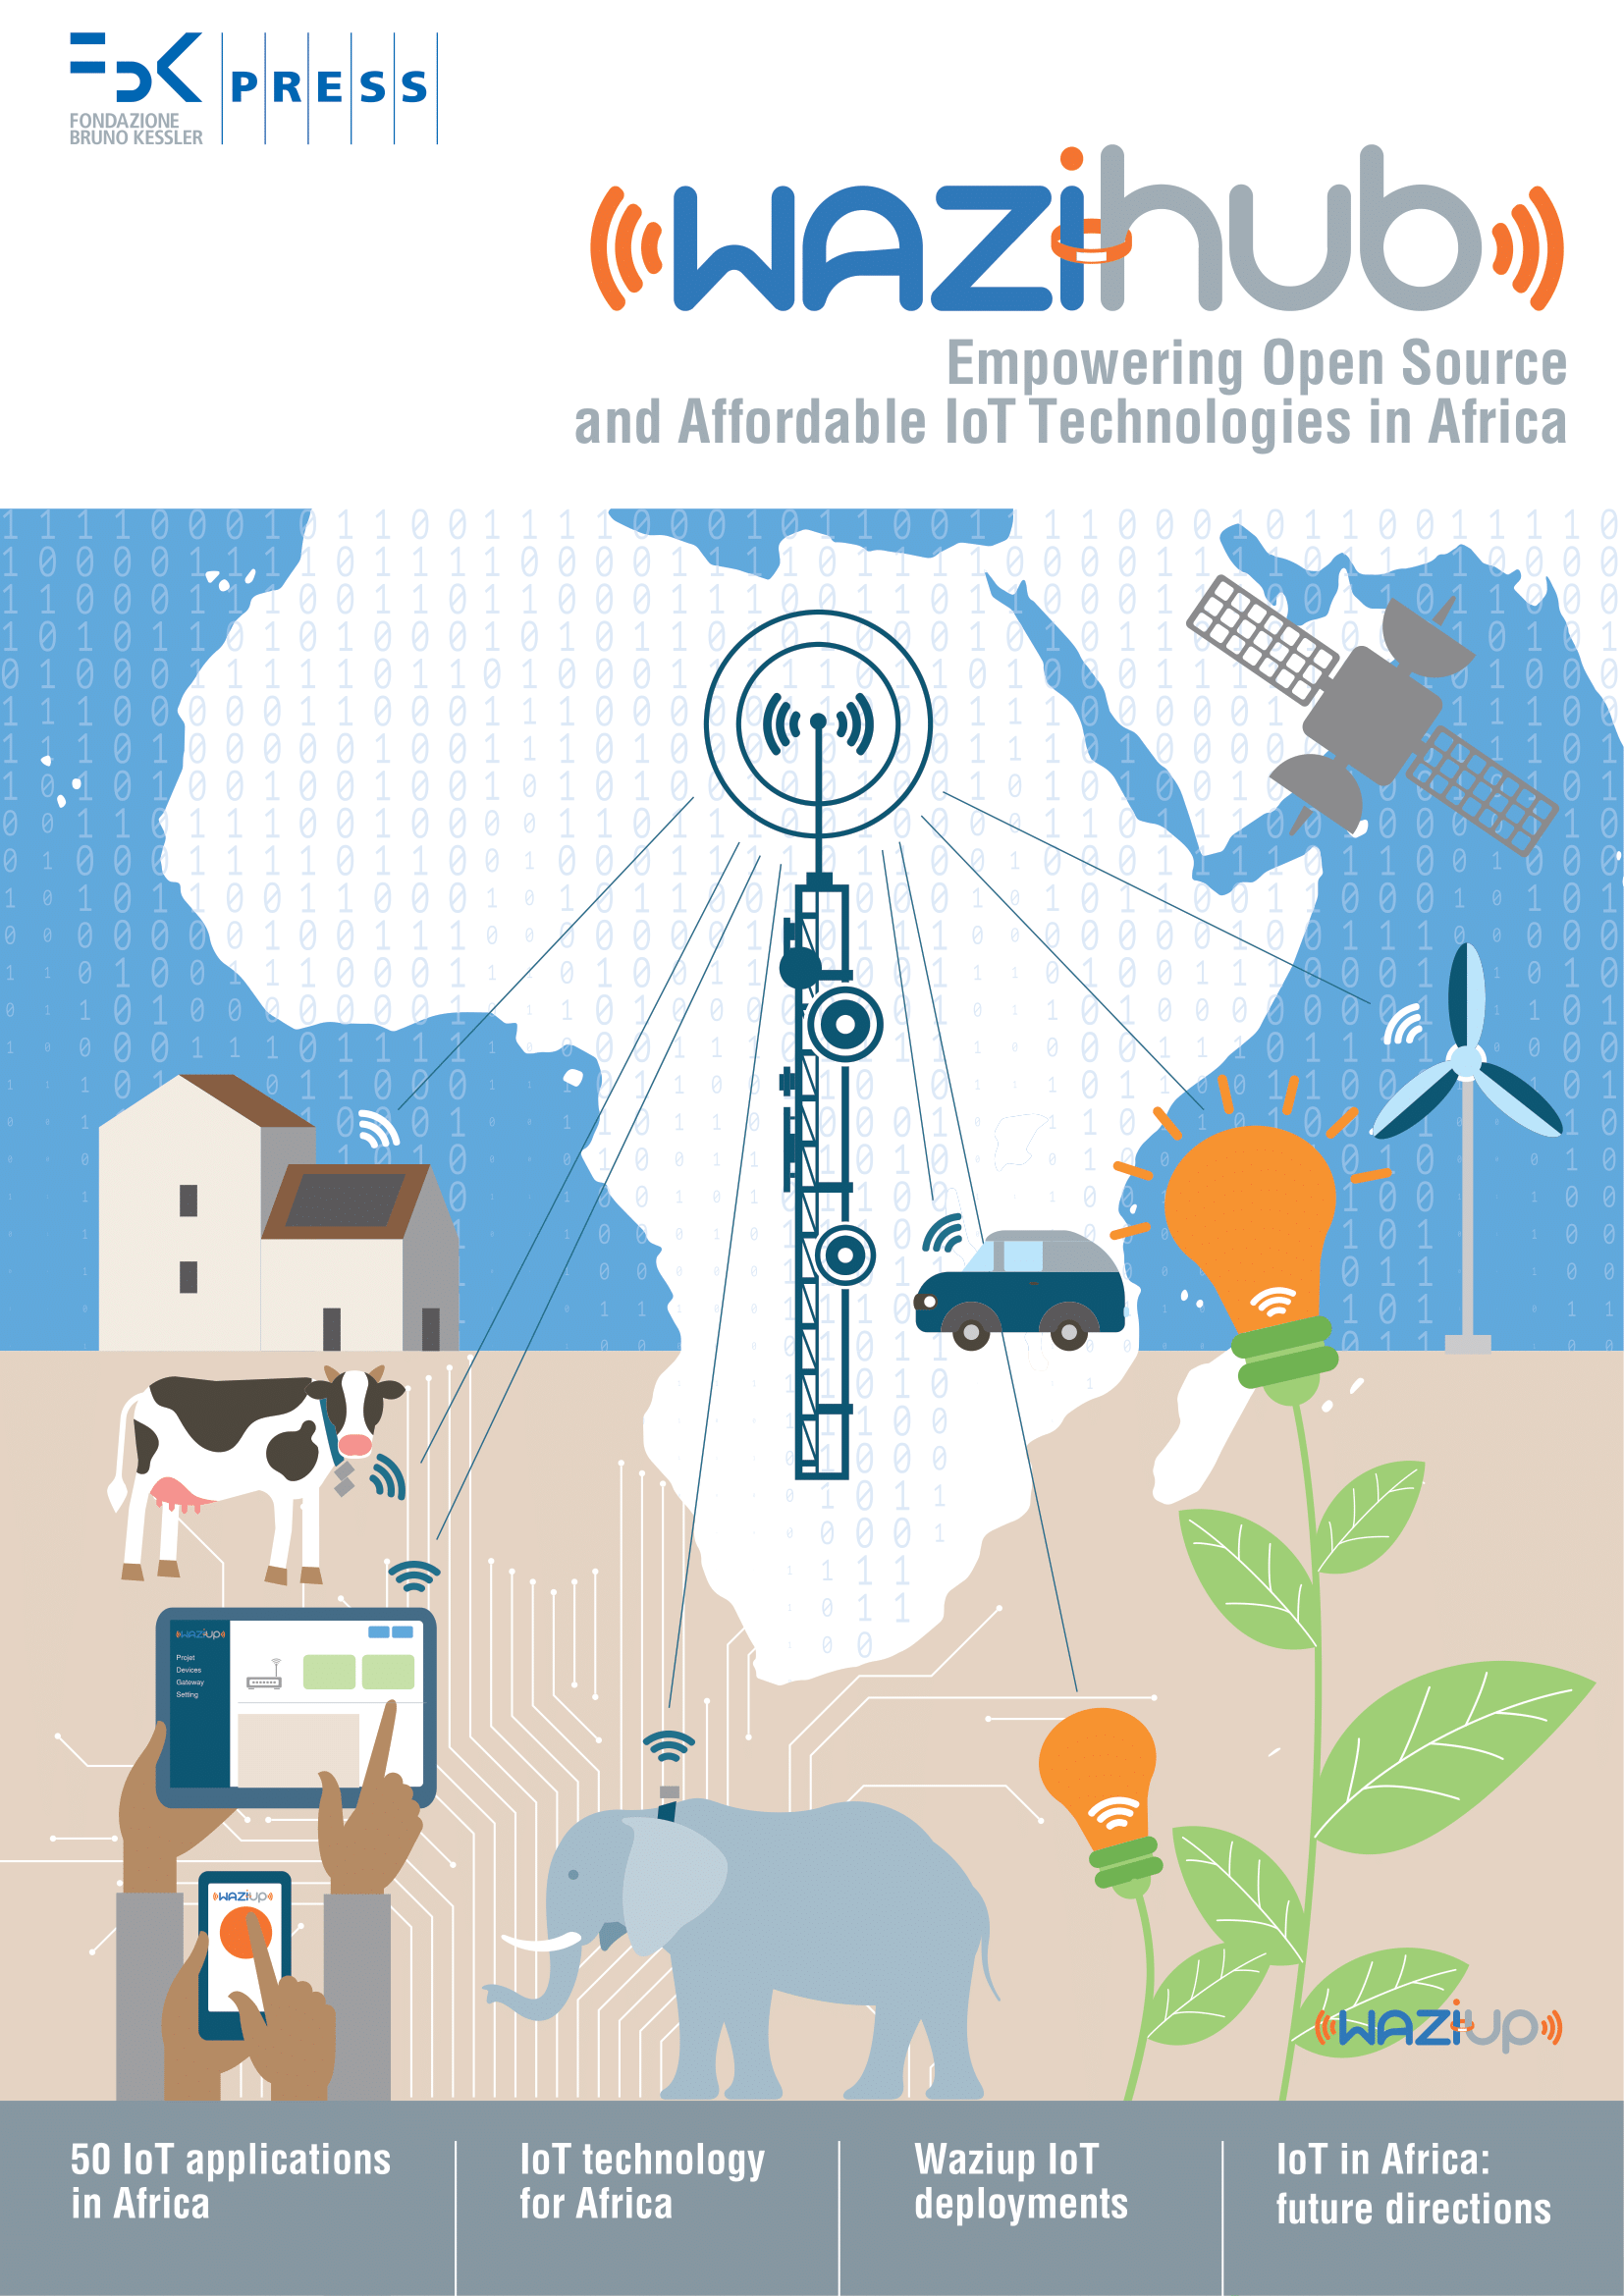 FONDAZIONE
BRUNO KESSLER
PRESS
WAZihub
Empowering Open Source
and Affordable IoT Technologies in Africa
WAZiup
Projet
Devices
Gateway
Setting
WAZiup
WAZiup
50 IoT applications
in Africa
IoT technology
for Africa
Waziup IoT
deployments
IoT in Africa:
future directions